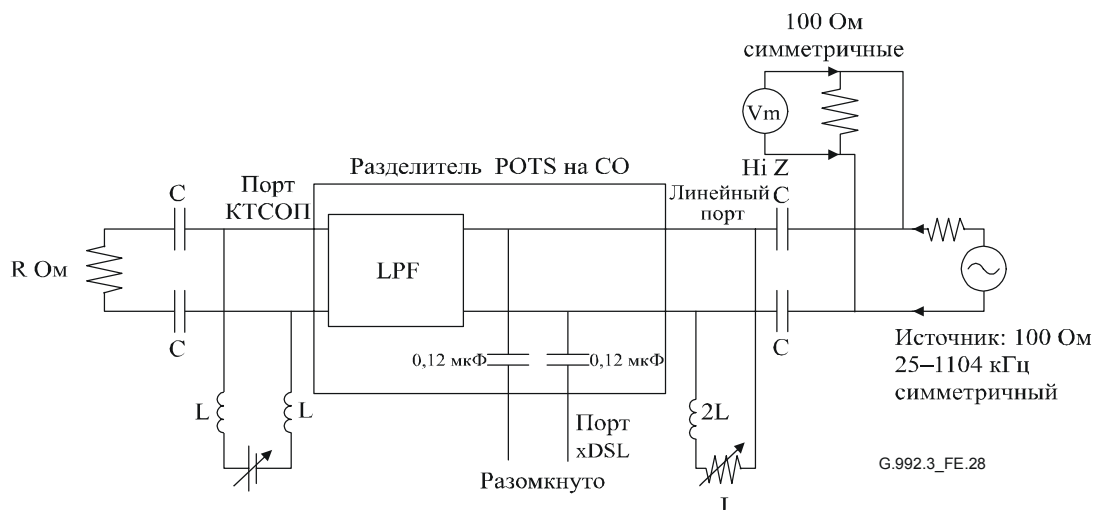 100 Ом
симметричные
Vm
Hi Z
Разделитель POTS на CO
Порт
КТСОП
Линейный
порт
C
C
R Ом
LPF
C
C
0,12 мкФ
0,12 мкФ
Источник: 100 Ом
25–1104 кГц
симметричный
L
L
2L
Порт
xDSL
Разомкнуто
I
G.992.3_FE.28